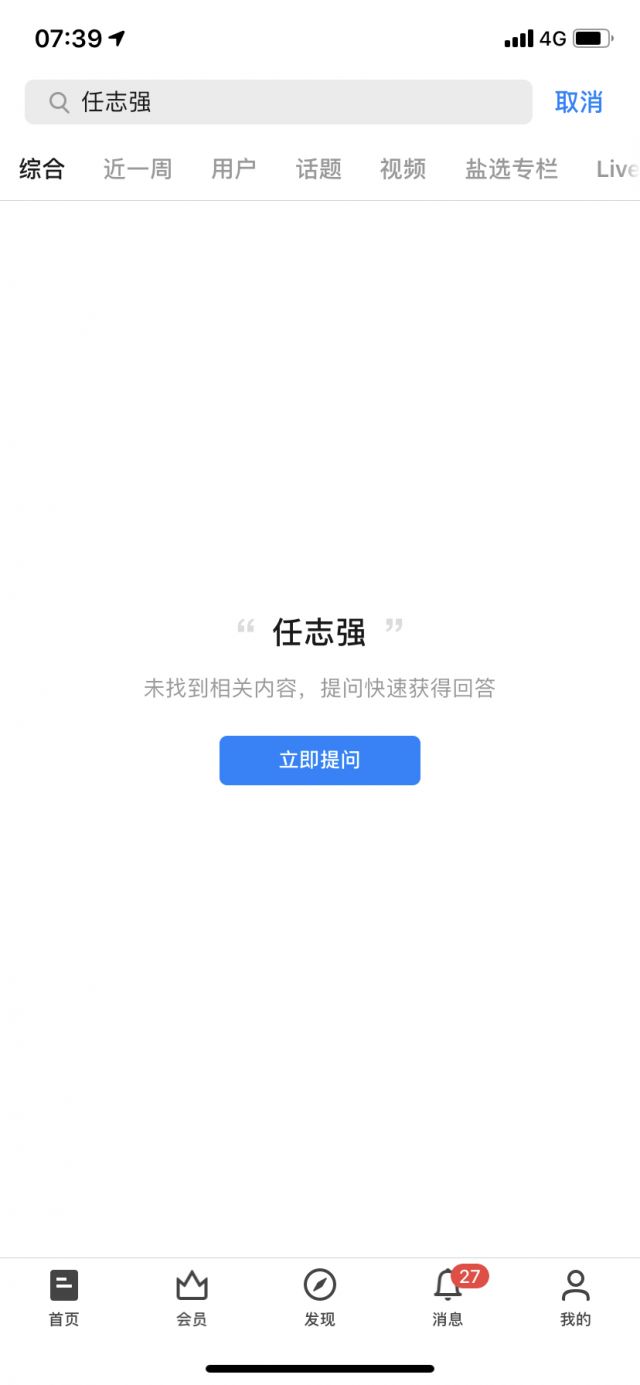 07:39 4G
任志强 取消
综合 近一周 用户 话题 视频 盐选专栏 Live
“ 任志强 ”
未找到相关内容，提问快速获得回答
立即提问
27
首页 会员 发现 消息 我的